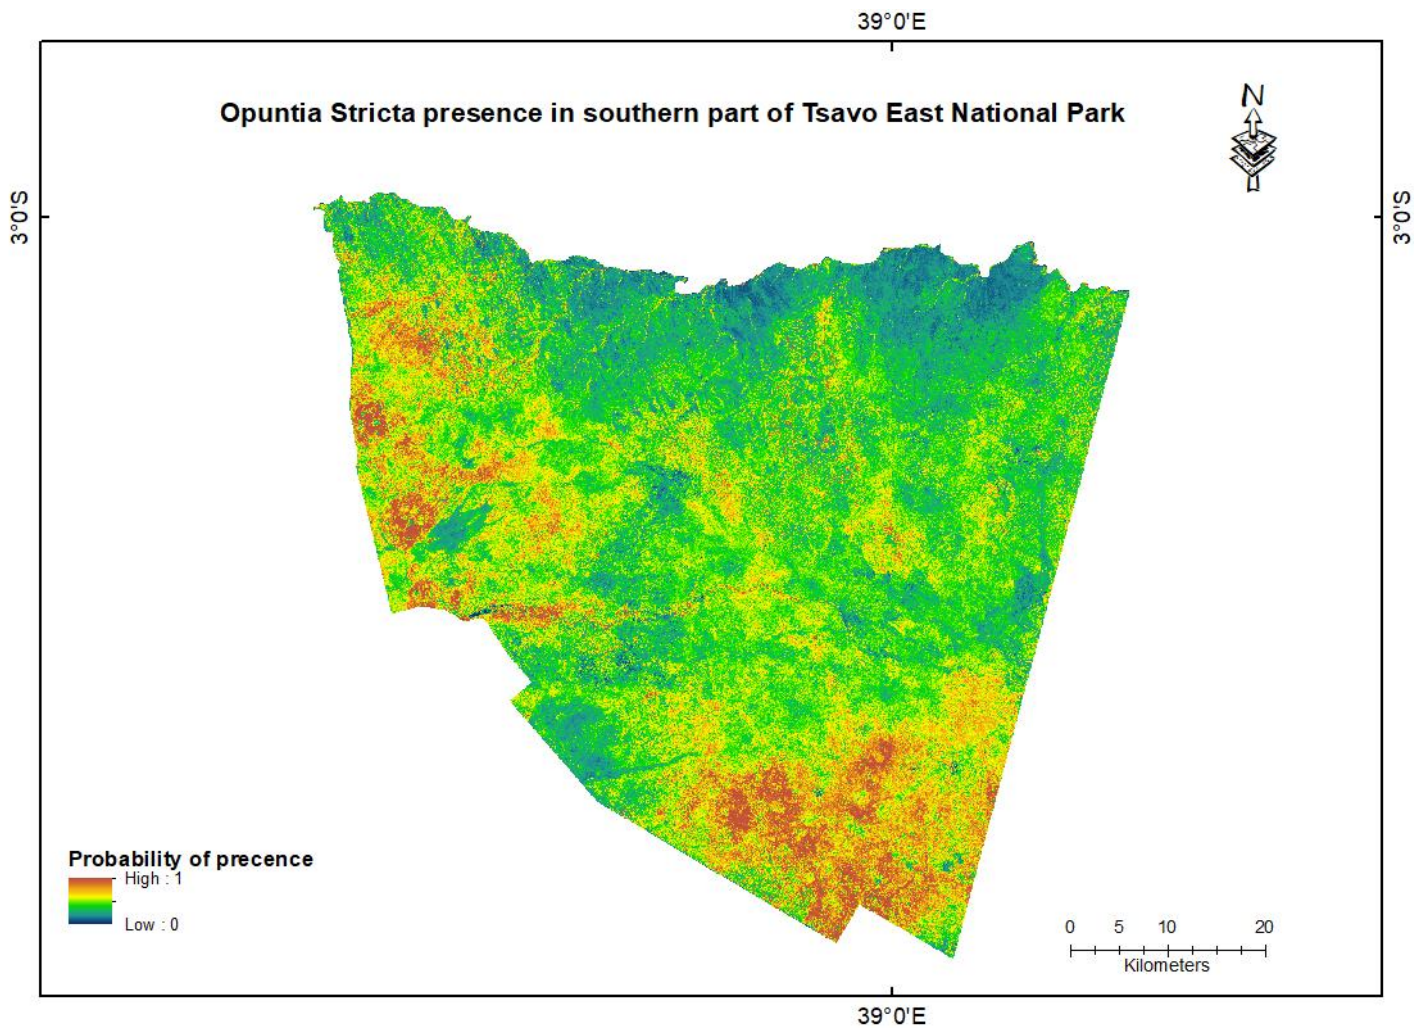 39°0'E
Opuntia Stricta presence in southern part of Tsavo East National Park
N
3°0'S
3°0'S
Probability of precence
High : 1
Low : 0
0 5 10 20
Kilometers
39°0'E